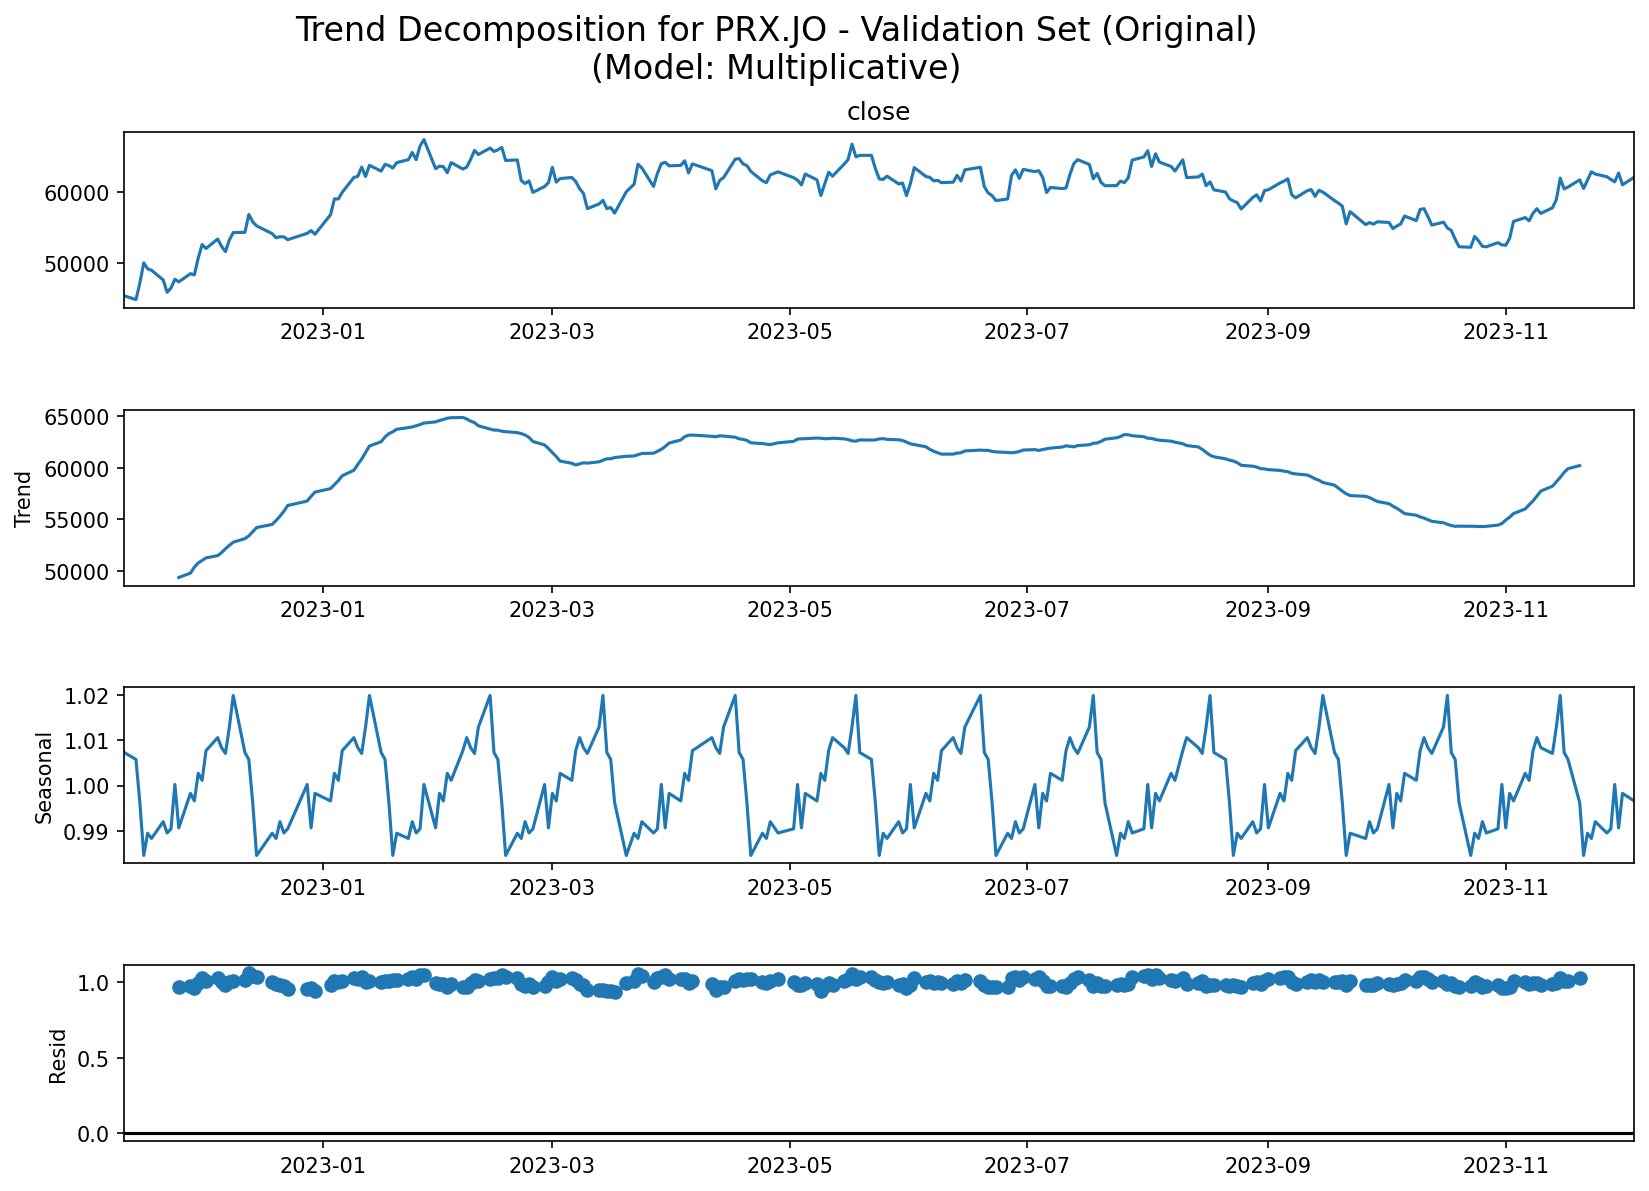 Trend Decomposition for PRX.JO - Validation Set (Original)
(Model: Multiplicative)
close
60000
50000
2023-01 2023-03 2023-05 2023-07 2023-09 2023-11
65000
60000
55000
50000
Trend
2023-01 2023-03 2023-05 2023-07 2023-09 2023-11
1.02
1.01
1.00
0.99
Seasonal
2023-01 2023-03 2023-05 2023-07 2023-09 2023-11
1.0
0.5
0.0
Resid
2023-01 2023-03 2023-05 2023-07 2023-09 2023-11